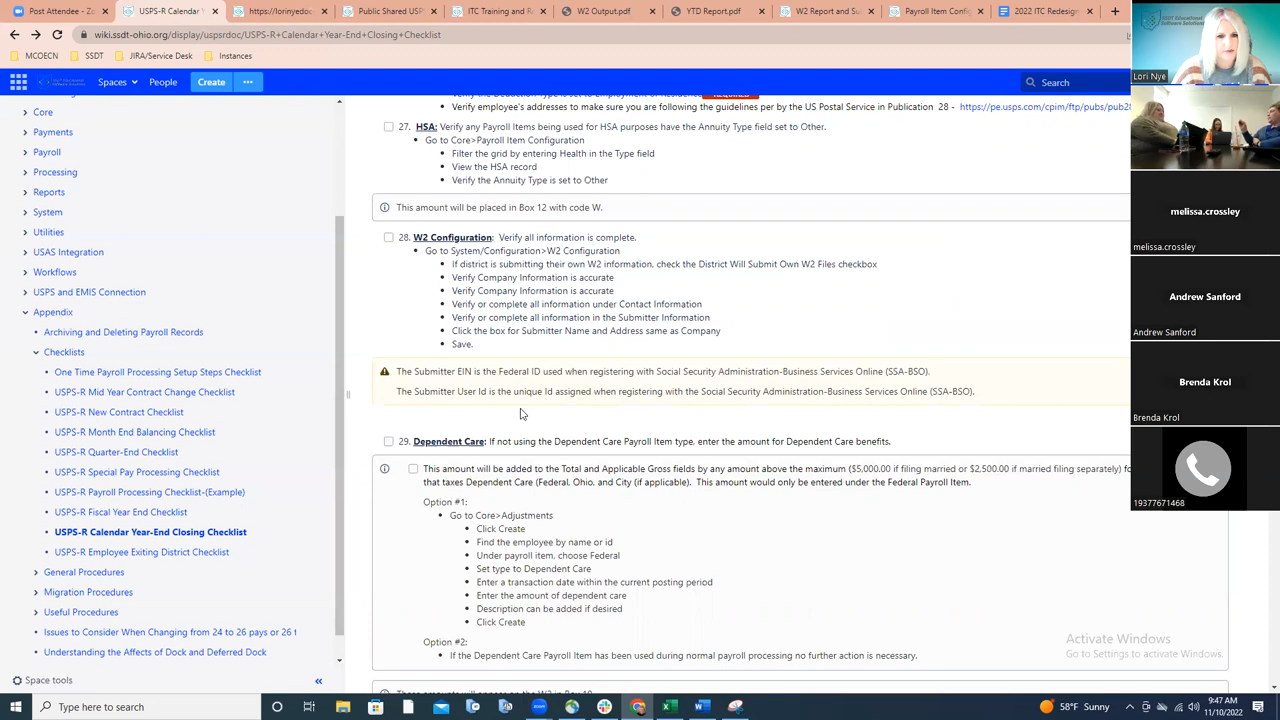 USPS-R Calendar Year
https://lorinyedoc
Public Shared USP
ITC Training and R
W2 Output.pdf
YTD Report.pdf
W2 Report and Su
Payroll Item Config
2022 ITC Redesign
wiki.ssdt-ohio.org/display/uspsrdoc/USPS-R+Calendar+Year-End+Closing+Checklist
MCOECN
SSDT
JIRA/Service Desk
Instances
Spaces
People
Create
Search
Core
Payments
Payroll
Processing
Reports
System
Utilities
USAS Integration
Workflows
USPS and EMIS Connection
Appendix
Archiving and Deleting Payroll Records
Checklists
One Time Payroll Processing Setup Steps Checklist
USPS-R Mid Year Contract Change Checklist
USPS-R New Contract Checklist
USPS-R Month End Balancing Checklist
USPS-R Quarter-End Checklist
USPS-R Special Pay Processing Checklist
USPS-R Payroll Processing Checklist-(Example)
USPS-R Fiscal Year End Checklist
USPS-R Calendar Year-End Closing Checklist
USPS-R Employee Exiting District Checklist
General Procedures
Migration Procedures
Useful Procedures
Issues to Consider When Changing from 24 to 26 pays or 26 t
Understanding the Affects of Dock and Deferred Dock
Space tools
Verify employee's addresses to make sure you are following the guidelines per by the US Postal Service in Publication 28 - https://pe.usps.com/cpim/ftp/pubs/pub28
27. HSA: Verify any Payroll Items being used for HSA purposes have the Annuity Type field set to Other.
Go to Core>Payroll Item Configuration
Filter the grid by entering Health in the Type field
View the HSA record
Verify the Annuity Type is set to Other
This amount will be placed in Box 12 with code W.
28. W2 Configuration: Verify all information is complete.
Go to System/Configuration>W2 Configuration
If district is submitting their own W2 information, check the District Will Submit Own W2 Files checkbox
Verify Company Information is accurate
Verify Company Information is accurate
Verify or complete all information under Contact Information
Verify or complete all information in the Submitter Information
Click the box for Submitter Name and Address same as Company
Save.
The Submitter EIN is the Federal ID used when registering with Social Security Administration-Business Services Online (SSA-BSO).
The Submitter User Id is the unique Id assigned when registering with the Social Security Administration-Business Services Online (SSA-BSO).
29. Dependent Care: If not using the Dependent Care Payroll Item type, enter the amount for Dependent Care benefits.
This amount will be added to the Total and Applicable Gross fields by any amount above the maximum ($5,000.00 if filing married or $2,500.00 if married filing separately) fo
that taxes Dependent Care (Federal, Ohio, and City (if applicable). This amount would only be entered under the Federal Payroll Item.
Option #1:
Go to Core>Adjustments
Click Create
Find the employee by name or id
Under payroll item, choose Federal
Set type to Dependent Care
Enter a transaction date within the current posting period
Enter the amount of dependent care
Description can be added if desired
Click Create
Option #2:
If the Dependent Care Payroll Item has been used during normal payroll processing no further action is necessary.
Activate Windows
Go to Settings to activate Windows.
SSDT Educational
Software Solutions
Lori Nye
melissa.crossley
melissa.crossley
Andrew Sanford
Andrew Sanford
Brenda Krol
Brenda Krol
19377671468
Type here to search
58°F Sunny
9:47 AM
11/10/2022